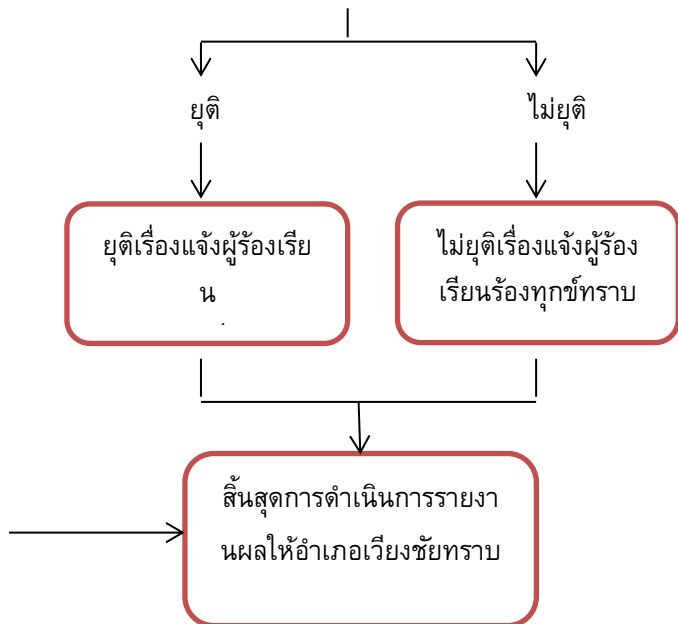 ยุติ
ไม่ยุติ
ยุติเรื่องแจ้งผู้ร้องเรีย
น
ไม่ยุติเรื่องแจ้งผู้ร้อง
เรียนร้องทุกข์ทราบ
สิ้นสุดการดำเนินการรายงา
นผลให้อำเภอเวียงชัยทราบ